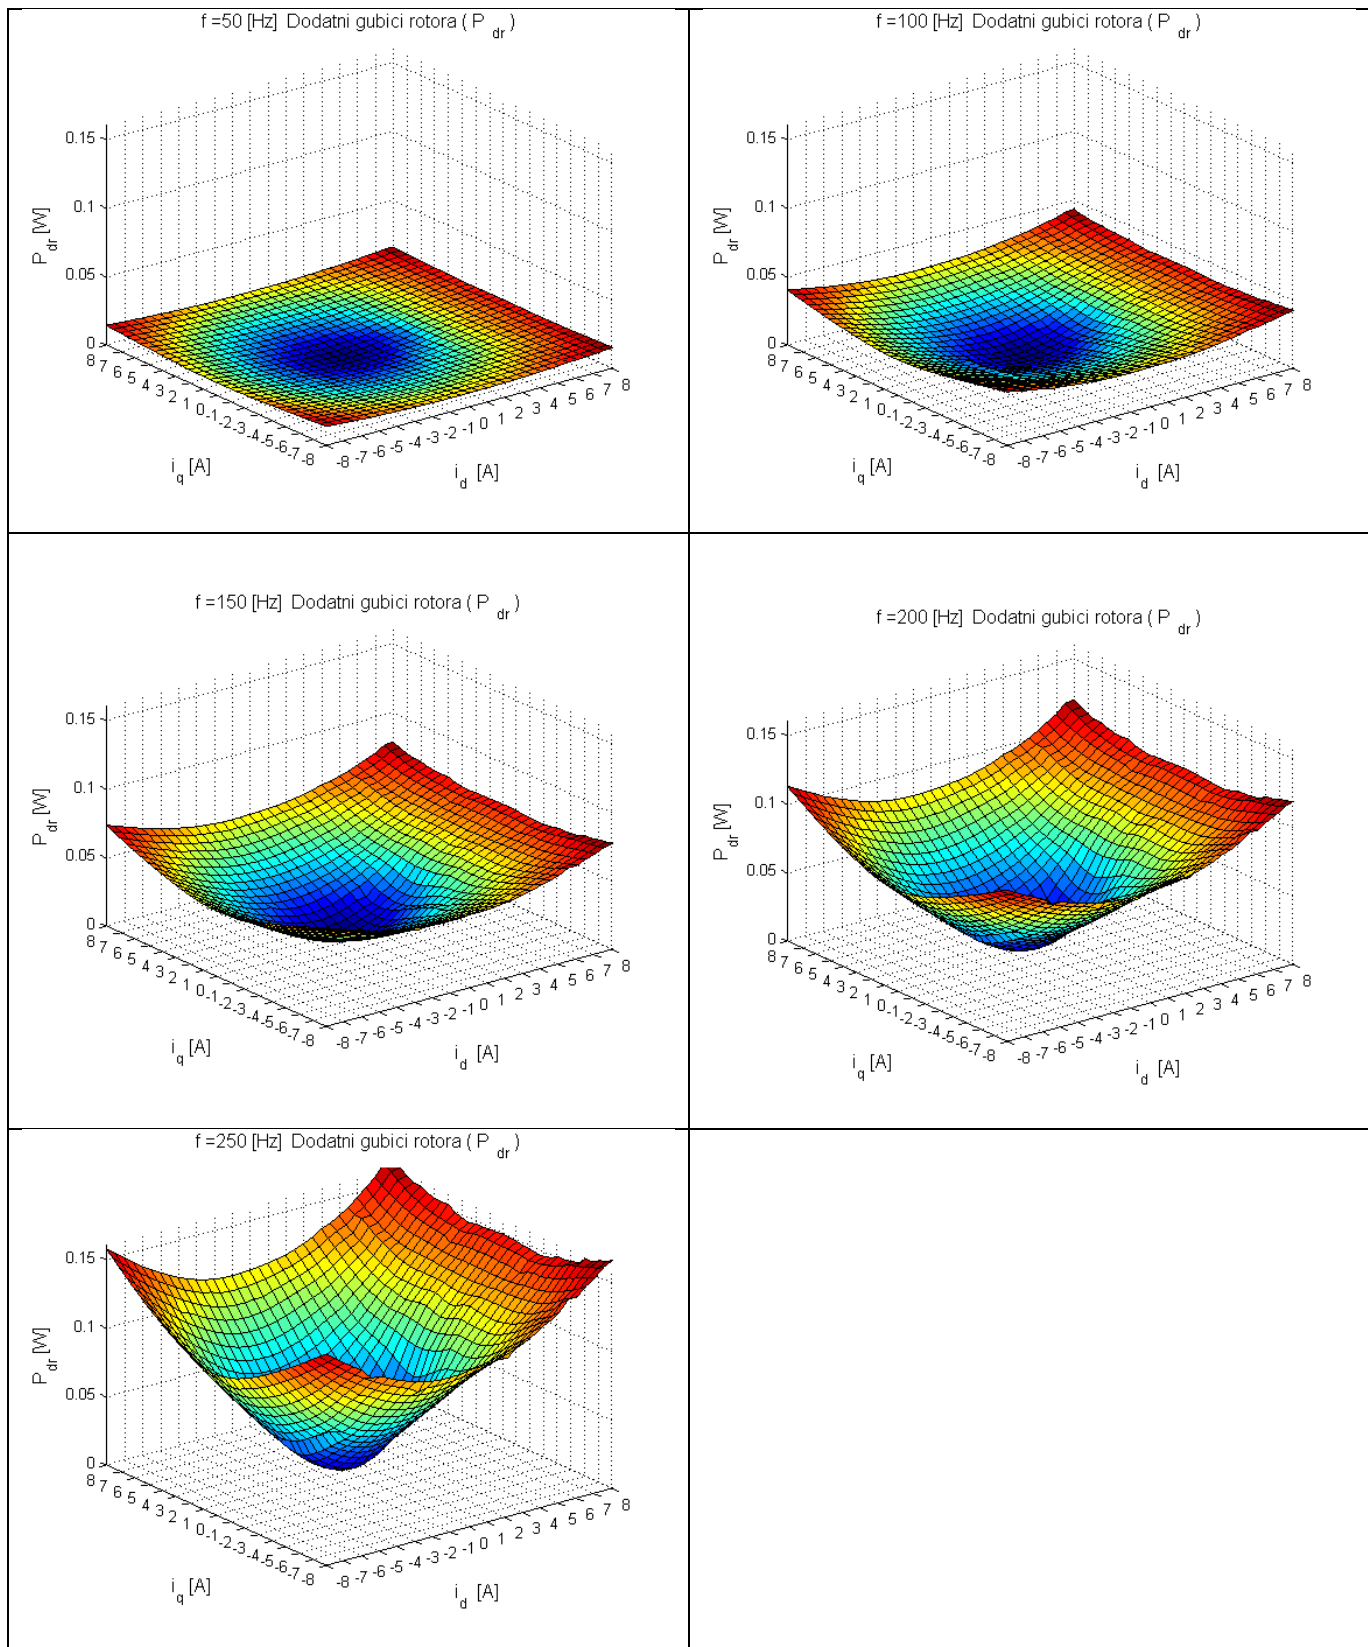 f =50 [Hz] Dodatni gubici rotora ( P dr )
0.15
0.1
0.05
0
P dr [W]
8 7 6 5 4 3 2 1 0 -1 -2 -3 -4 -5 -6 -7 -8
-8 -7 -6 -5 -4 -3 -2 -1 0 1 2 3 4 5 6 7 8
i q [A]
i d [A]
f =100 [Hz] Dodatni gubici rotora ( P dr )
0.15
0.1
0.05
0
P dr [W]
8 7 6 5 4 3 2 1 0 -1 -2 -3 -4 -5 -6 -7 -8
-8 -7 -6 -5 -4 -3 -2 -1 0 1 2 3 4 5 6 7 8
i q [A]
i d [A]
f =150 [Hz] Dodatni gubici rotora ( P dr )
0.15
0.1
0.05
0
P dr [W]
8 7 6 5 4 3 2 1 0 -1 -2 -3 -4 -5 -6 -7 -8
-8 -7 -6 -5 -4 -3 -2 -1 0 1 2 3 4 5 6 7 8
i q [A]
i d [A]
f =200 [Hz] Dodatni gubici rotora ( P dr )
0.15
0.1
0.05
0
P dr [W]
8 7 6 5 4 3 2 1 0 -1 -2 -3 -4 -5 -6 -7 -8
-8 -7 -6 -5 -4 -3 -2 -1 0 1 2 3 4 5 6 7 8
i q [A]
i d [A]
f =250 [Hz] Dodatni gubici rotora ( P dr )
0.15
0.1
0.05
0
P dr [W]
8 7 6 5 4 3 2 1 0 -1 -2 -3 -4 -5 -6 -7 -8
-8 -7 -6 -5 -4 -3 -2 -1 0 1 2 3 4 5 6 7 8
i q [A]
i d [A]